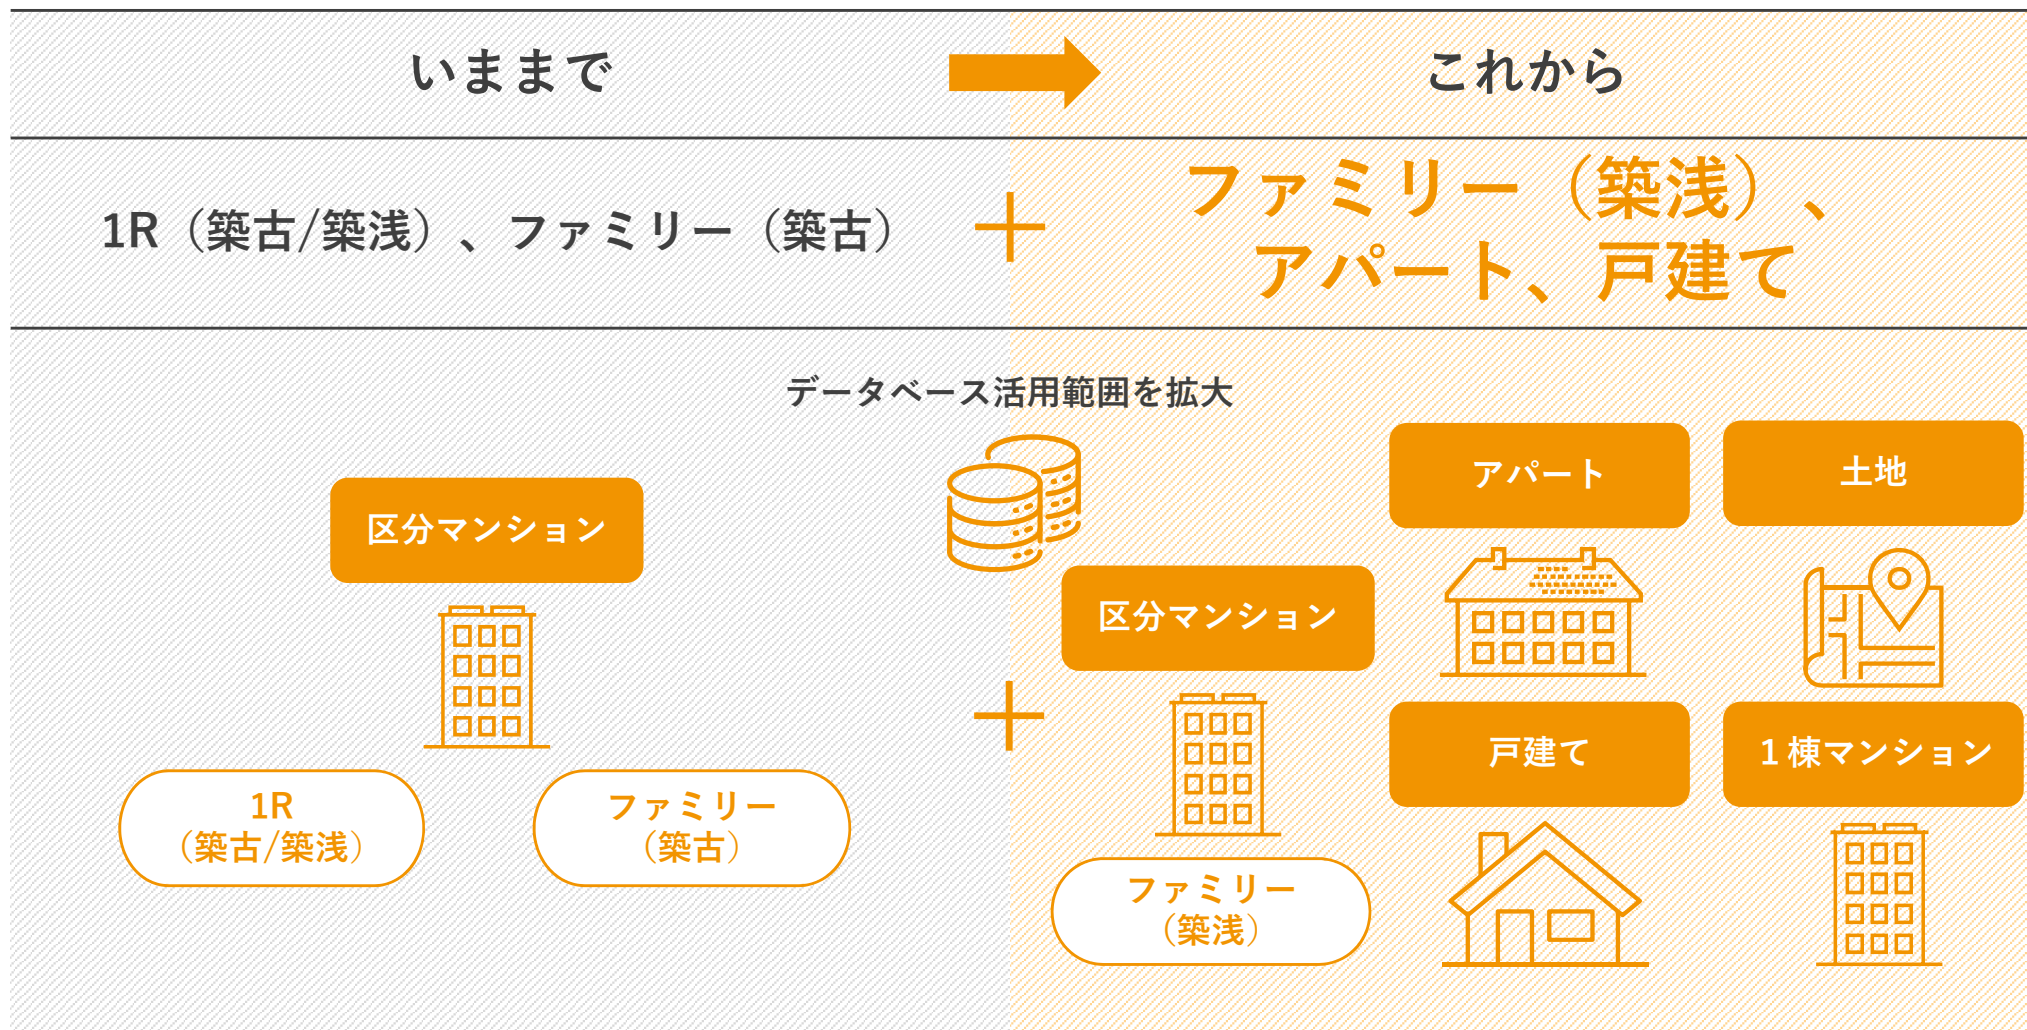 いままで
これから
1R（築古/築浅）、ファミリー（築古）
ファミリー（築浅）、
アパート、戸建て
データベース活用範囲を拡大
区分マンション
1R
（築古/築浅）
ファミリー
（築古）
区分マンション
ファミリー
（築浅）
アパート
土地
戸建て
１棟マンション